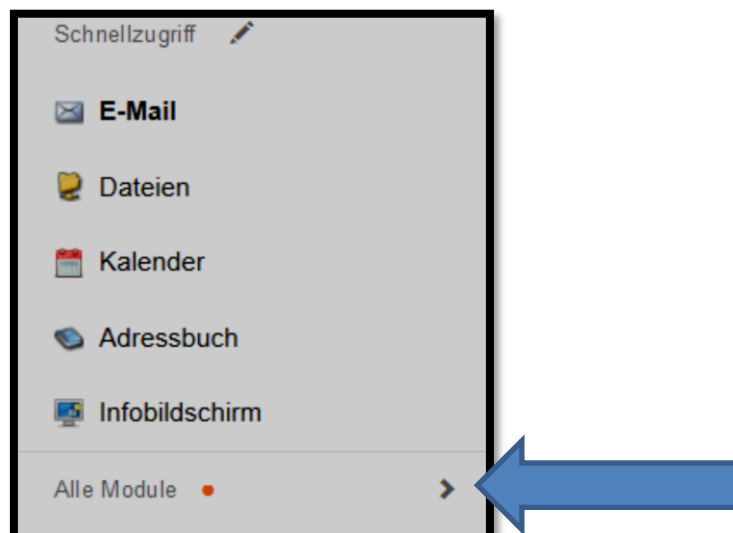 Schnellzugriff
E-Mail
Dateien
Kalender
Adressbuch
Infobildschirm
Alle Module